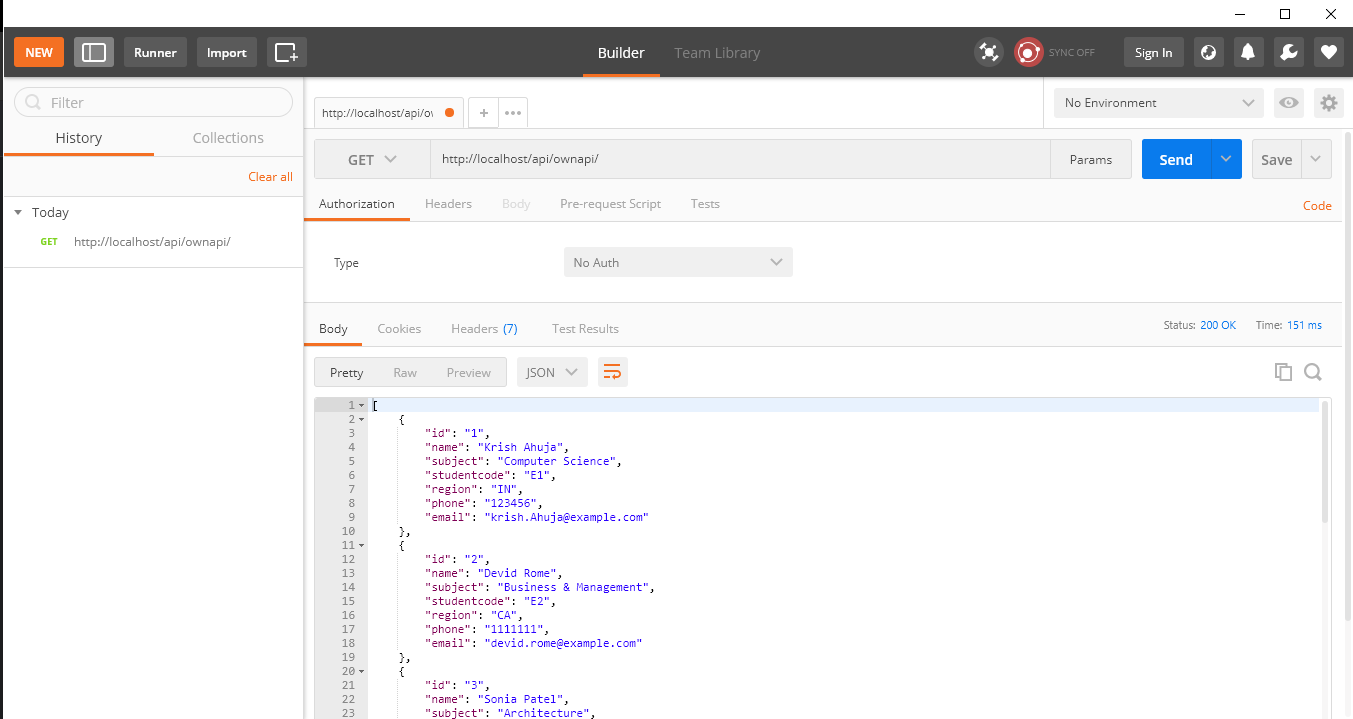 NEW Runner Import Builder Team Library SYNC OFF Sign In
Filter
History Collections
Clear all
Today
GET http://localhost/api/ownapi/
http://localhost/api/ov + ••• No Environment
GET http://localhost/api/ownapi/ Params Send Save
Authorization Headers Body Pre-request Script Tests Code
Type No Auth
Body Cookies Headers (7) Test Results Status: 200 OK Time: 151 ms
Pretty Raw Preview JSON
1 [
2 {
3 "id": "1",
4 "name": "Krish Ahuja",
5 "subject": "Computer Science",
6 "studentcode": "E1",
7 "region": "IN",
8 "phone": "123456",
9 "email": "krish.Ahuja@example.com"
10 },
11 {
12 "id": "2",
13 "name": "Devid Rome",
14 "subject": "Business & Management",
15 "studentcode": "E2",
16 "region": "CA",
17 "phone": "1111111",
18 "email": "devid.rome@example.com"
19 },
20 {
21 "id": "3",
22 "name": "Sonia Patel",
23 "subject": "Architecture",